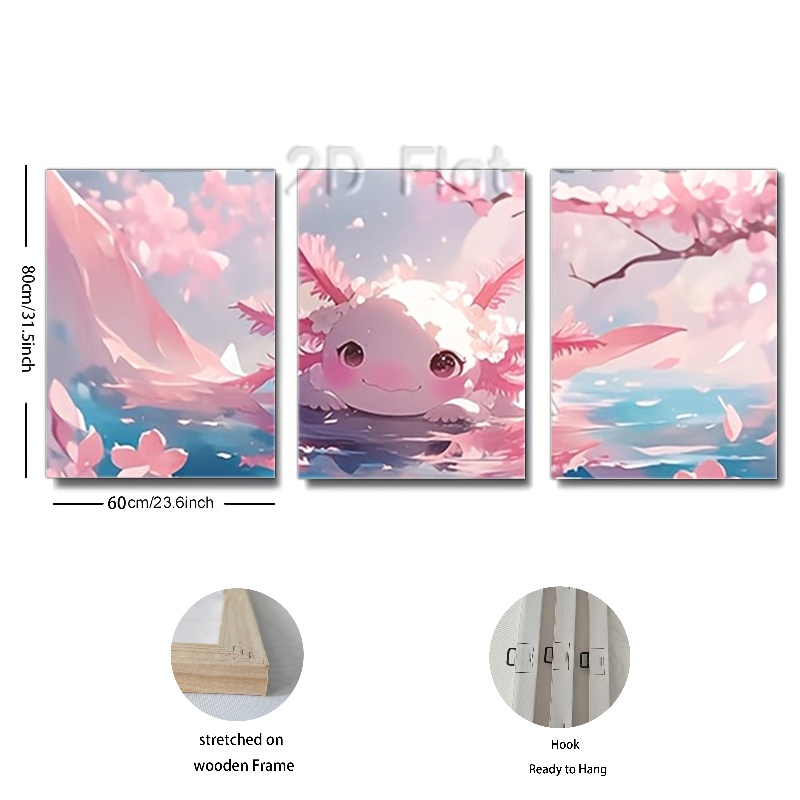 2D Flat
80cm/31.5inch
60cm/23.6inch
stretched on
wooden Frame
Hook
Ready to Hang